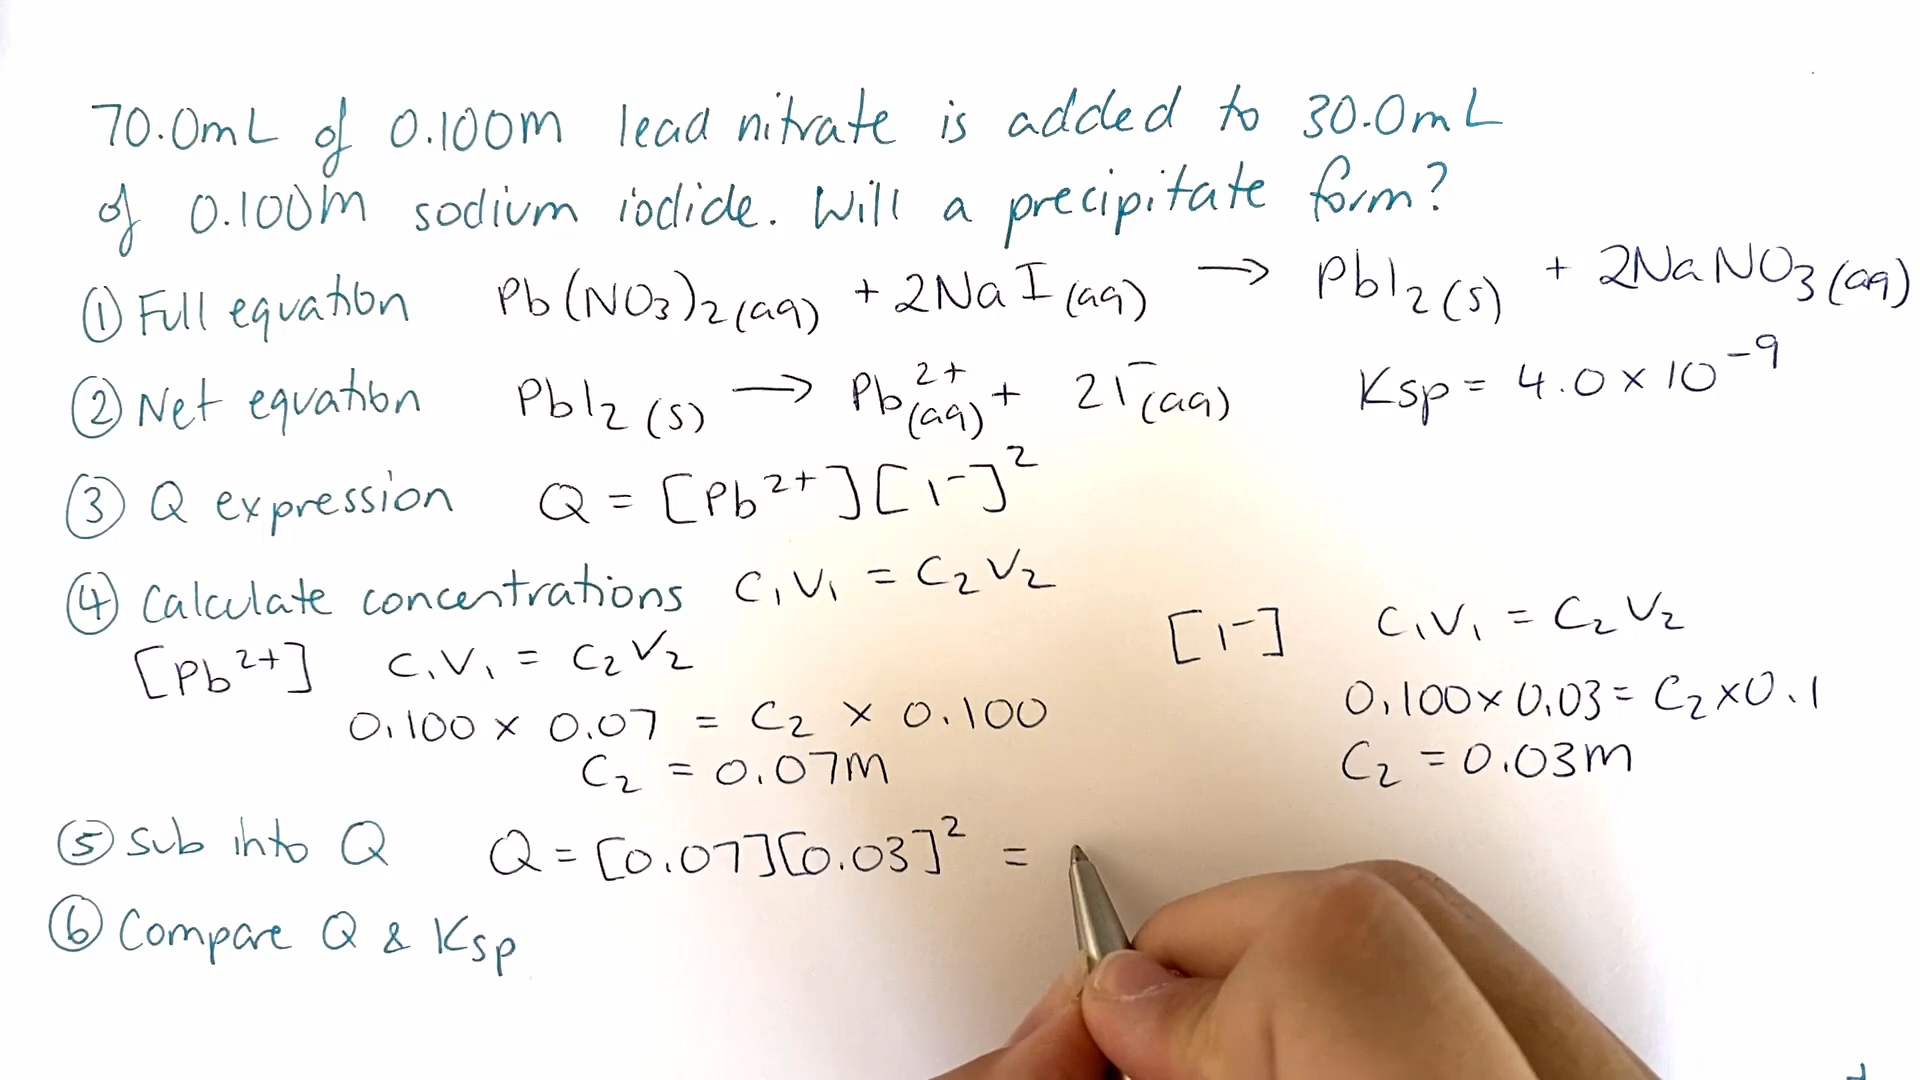 70.0mL of 0.100M lead nitrate is added to 30.0mL
of 0.100M sodium iodide. Will a precipitate form?
① Full equation Pb(NO3)2(aq) + 2NaI(aq) → PbI2(s) + 2NaNO3(aq)
② Net equation PbI2(s) → Pb2+(aq) + 2I-(aq) Ksp = 4.0 × 10^-9
③ Q expression Q = [Pb2+][I-]²
④ Calculate concentrations C1V1 = C2V2
[Pb2+] C1V1 = C2V2
0.100 × 0.07 = C2 × 0.100
C2 = 0.07M
[I-] C1V1 = C2V2
0.100 × 0.03 = C2 × 0.1
C2 = 0.03M
⑤ Sub into Q Q = [0.07][0.03]² =
⑥ Compare Q & Ksp